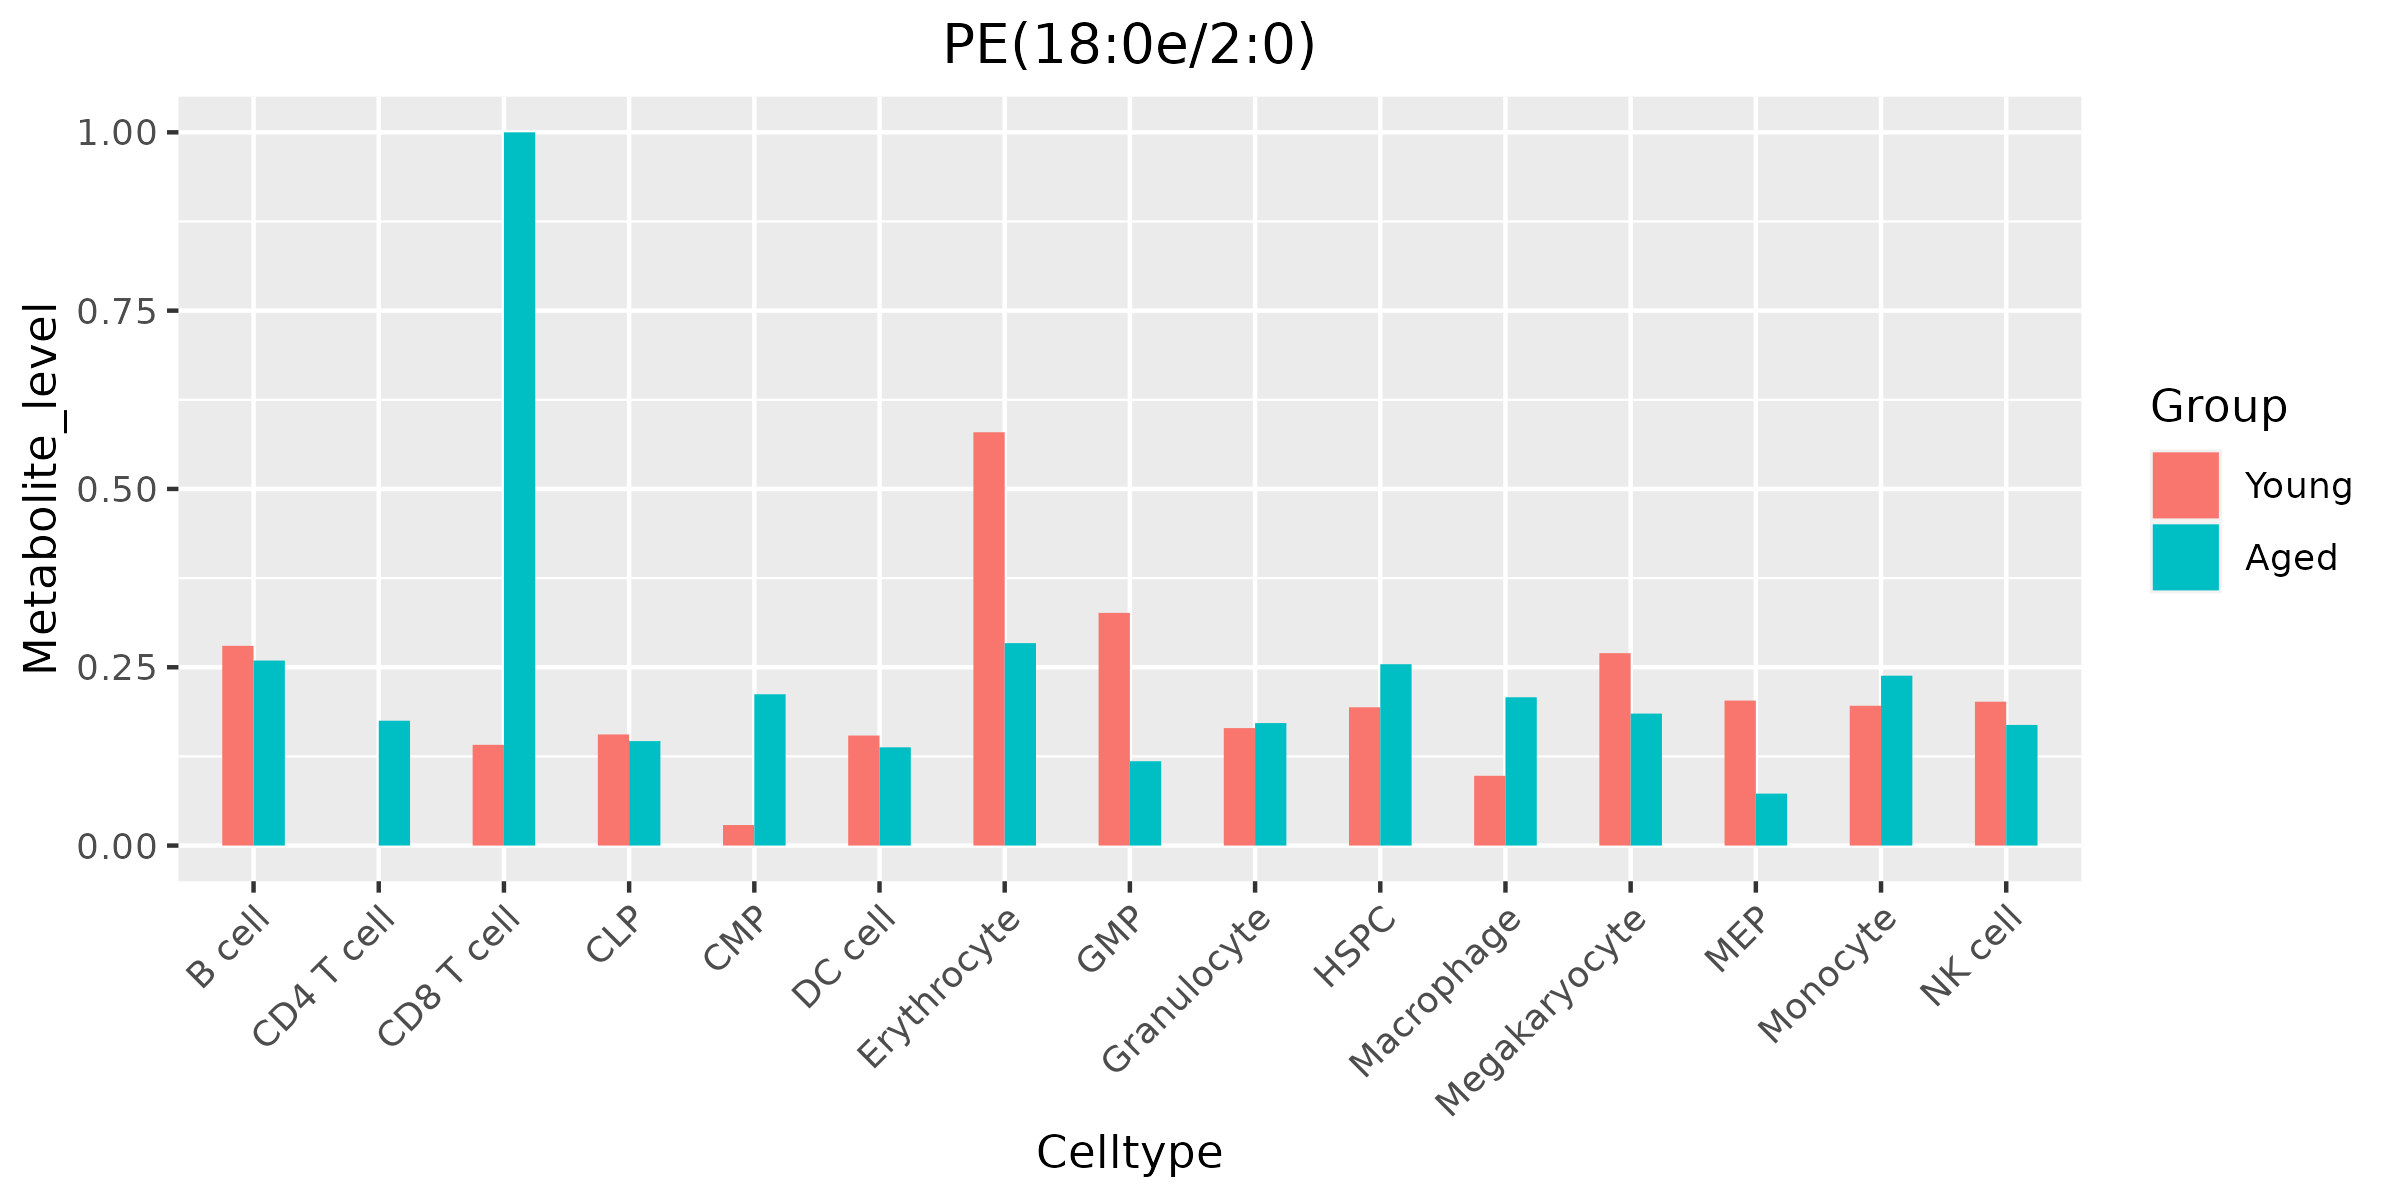 PE(18:0e/2:0)
Metabolite_level
1.00
0.75
0.50
0.25
0.00
B cell
CD4 T cell
CD8 T cell
CLP
CMP
DC cell
Erythrocyte
GMP
Granulocyte
HSPC
Macrophage
Megakaryocyte
MEP
Monocyte
NK cell
Celltype
Group
Young
Aged